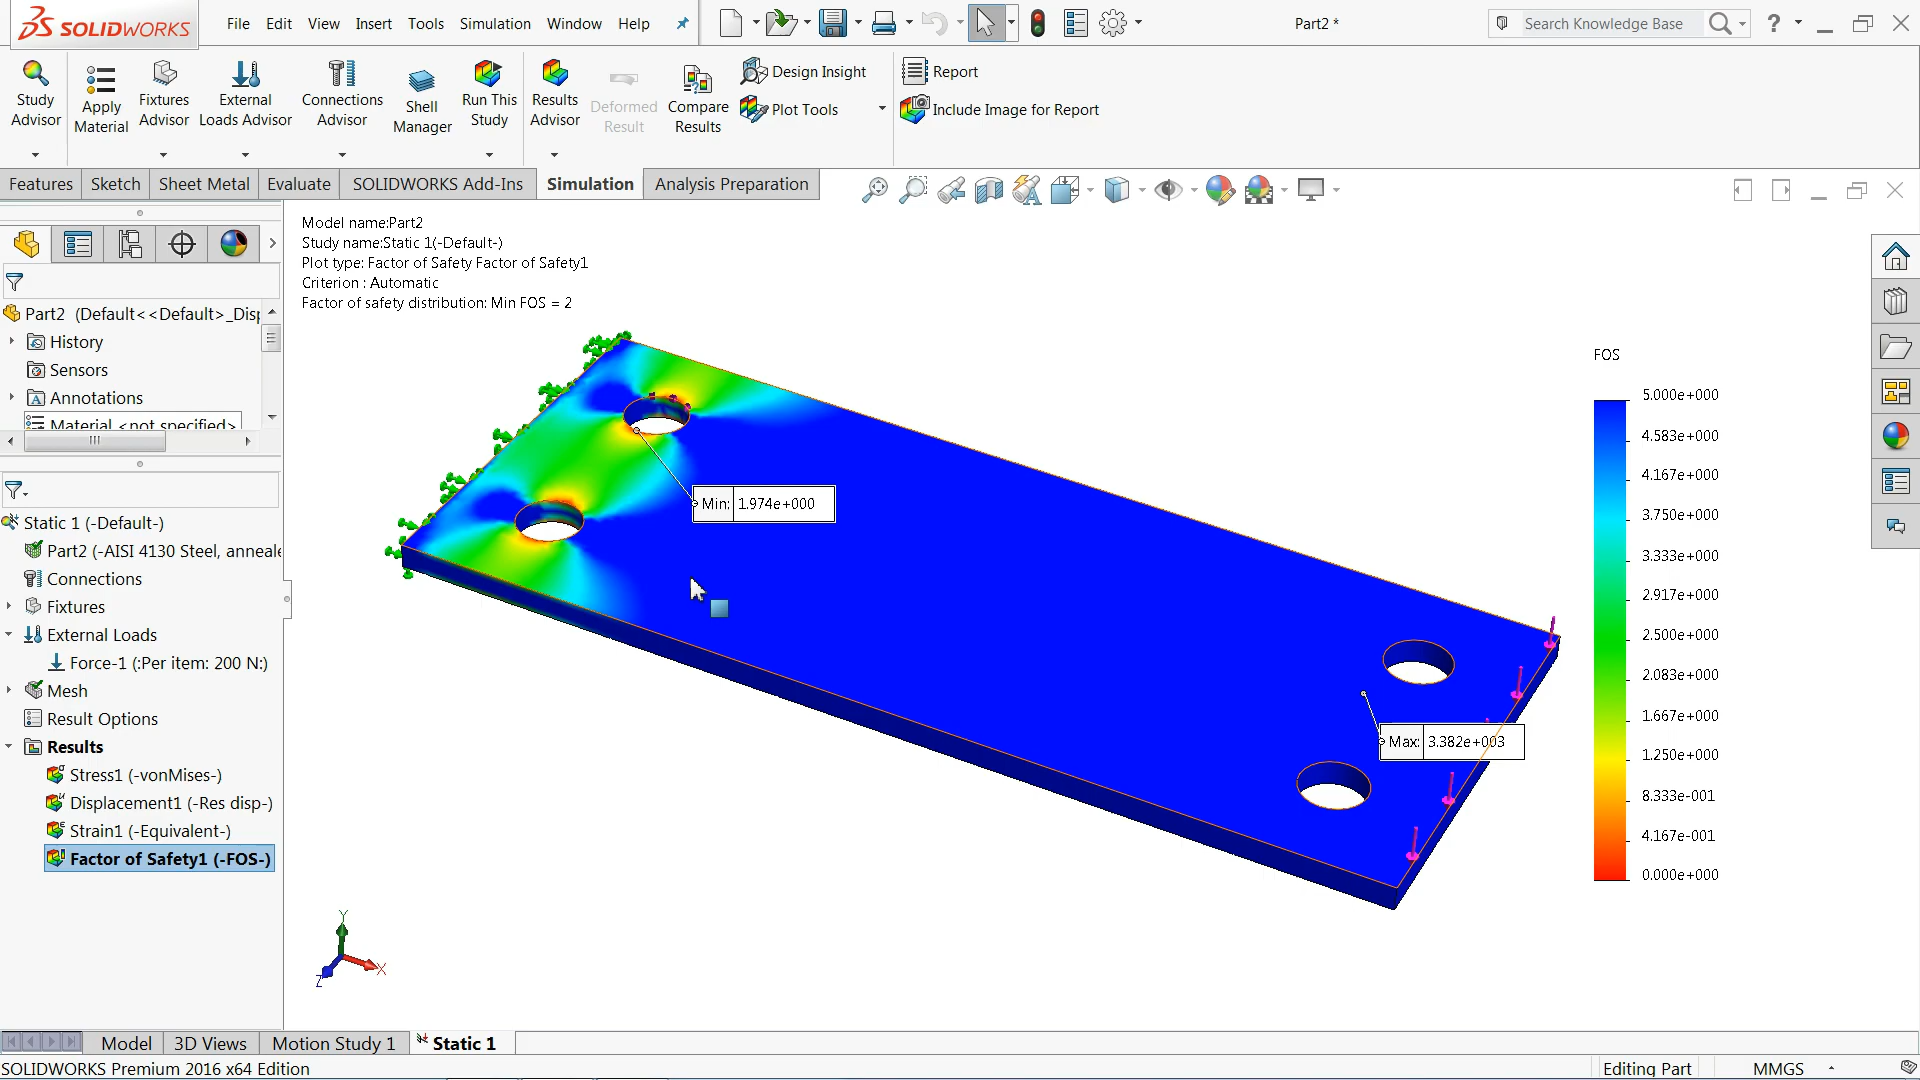 SOLIDWORKS File Edit View Insert Tools Simulation Window Help Part2 * Search Knowledge Base ?
Study Advisor
Apply Material
Fixtures Advisor
External Loads Advisor
Connections Advisor
Shell Manager
Run This Study
Results Advisor
Deformed Result
Compare Results
Design Insight
Plot Tools
Report
Include Image for Report
Features Sketch Sheet Metal Evaluate SOLIDWORKS Add-Ins Simulation Analysis Preparation
Model name:Part2
Study name:Static 1(-Default-)
Plot type: Factor of Safety Factor of Safety1
Criterion : Automatic
Factor of safety distribution: Min FOS = 2
Part2 (Default<<Default>_Disp
History
Sensors
Annotations
Material <not specified>
Static 1 (-Default-)
Part2 (-AISI 4130 Steel, anneale
Connections
Fixtures
External Loads
Force-1 (:Per item: 200 N:)
Mesh
Result Options
Results
Stress1 (-vonMises-)
Displacement1 (-Res disp-)
Strain1 (-Equivalent-)
Factor of Safety1 (-FOS-)
Min: 1.974e+000
Max: 3.382e+003
FOS
5.000e+000
4.583e+000
4.167e+000
3.750e+000
3.333e+000
2.917e+000
2.500e+000
2.083e+000
1.667e+000
1.250e+000
8.333e-001
4.167e-001
0.000e+000
Y
X
Z
Model 3D Views Motion Study 1 Static 1
SOLIDWORKS Premium 2016 x64 Edition Editing Part MMGS